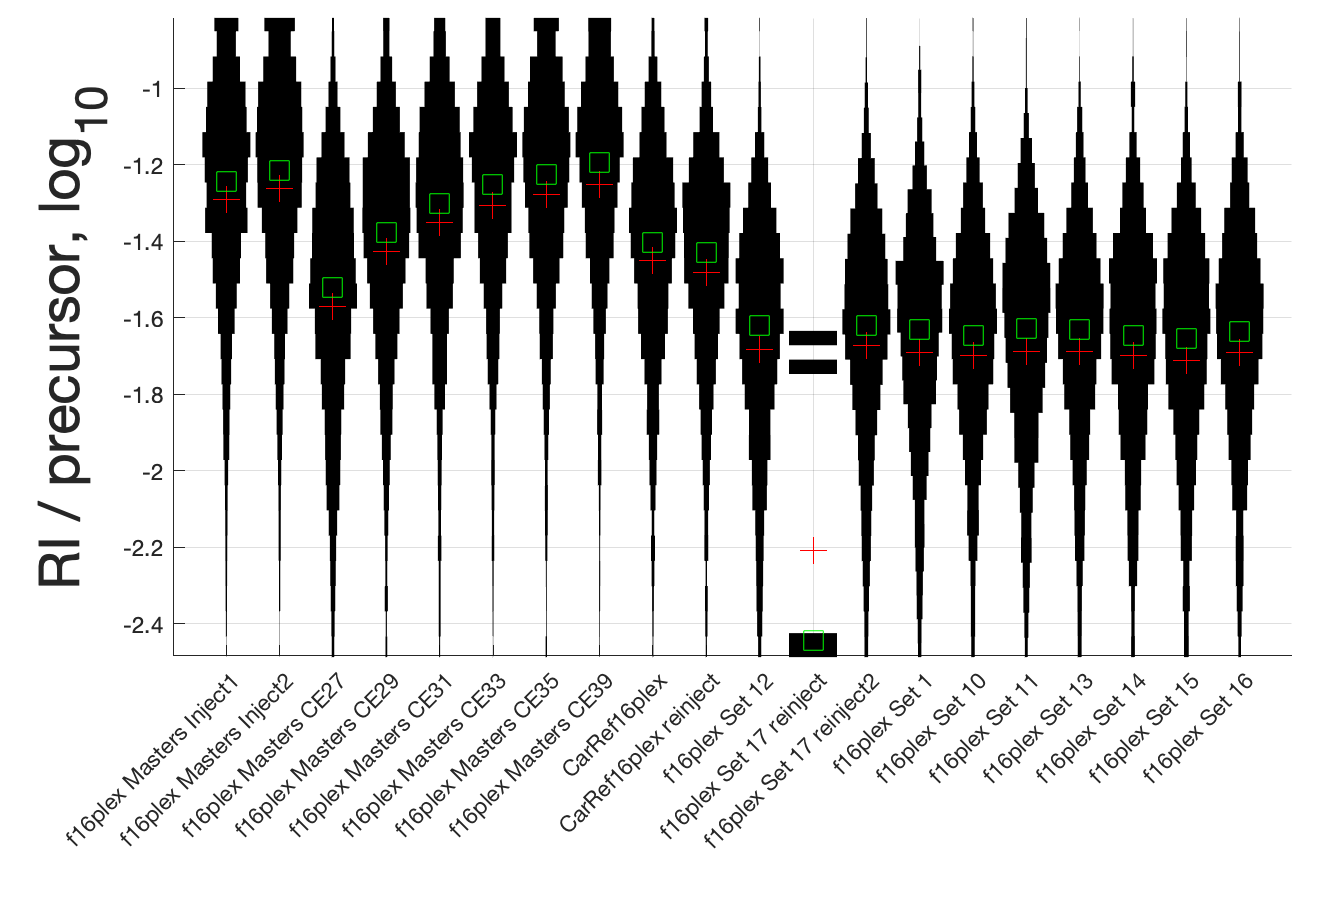 RI / precursor, log10
-1
-1.2
-1.4
-1.6
-1.8
-2
-2.2
-2.4
f16plex Masters Inject1
f16plex Masters Inject2
f16plex Masters CE27
f16plex Masters CE29
f16plex Masters CE31
f16plex Masters CE33
f16plex Masters CE35
f16plex Masters CE39
CarRef16plex
CarRef16plex reinject
f16plex Set 12
f16plex Set 17 reinject
f16plex Set 17 reinject2
f16plex Set 1
f16plex Set 10
f16plex Set 11
f16plex Set 13
f16plex Set 14
f16plex Set 15
f16plex Set 16